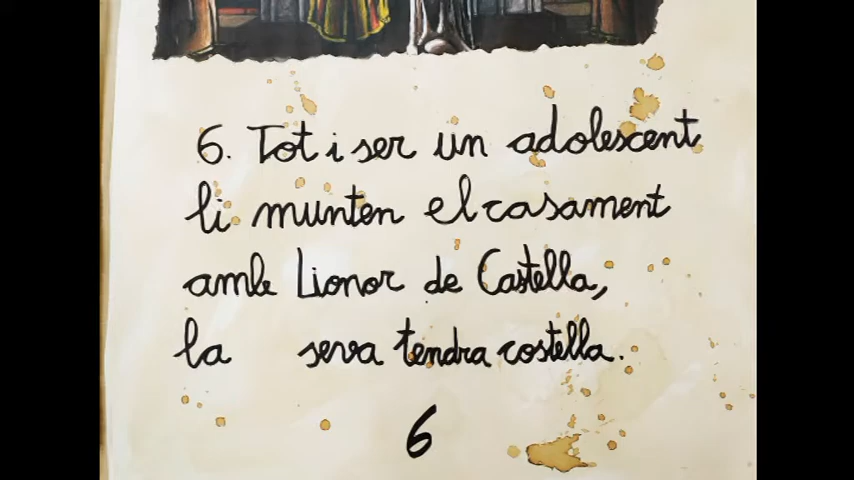 6. Tot i ser un adolescent
li munten el casament
amb Lionor de Castella,
la seva tendra costella.
6